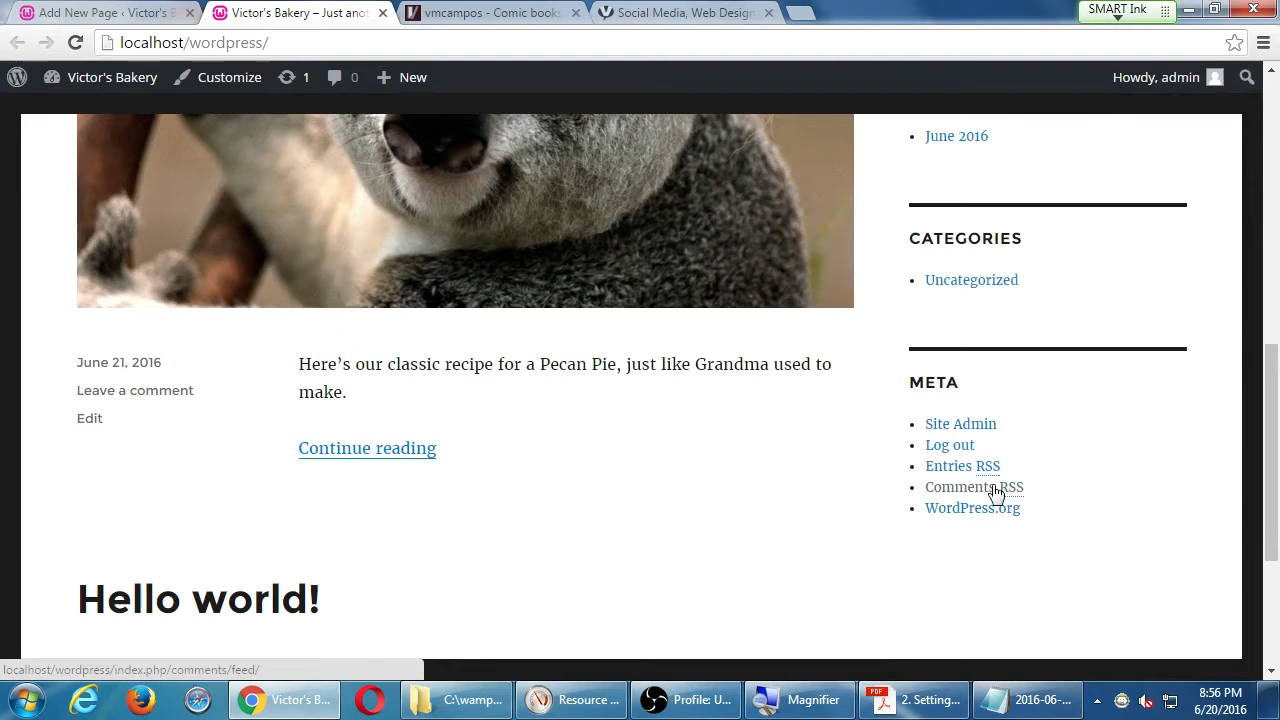 Add New Page ‹ Victor's B
Victor's Bakery – Just anot
vmcampos - Comic books
Social Media, Web Design
SMART Ink
localhost/wordpress/
Victor's Bakery
Customize
1
0
New
Howdy, admin
June 2016
CATEGORIES
Uncategorized
June 21, 2016
Leave a comment
Edit
Here's our classic recipe for a Pecan Pie, just like Grandma used to
make.
Continue reading
META
Site Admin
Log out
Entries RSS
Comments RSS
WordPress.org
Hello world!
localhost/wordpress/index.php/comments/feed/
Victor's B...
C:\wamp...
Resource ...
Profile: U...
Magnifier
PDF
2. Setting...
2016-06-...
8:56 PM
6/20/2016